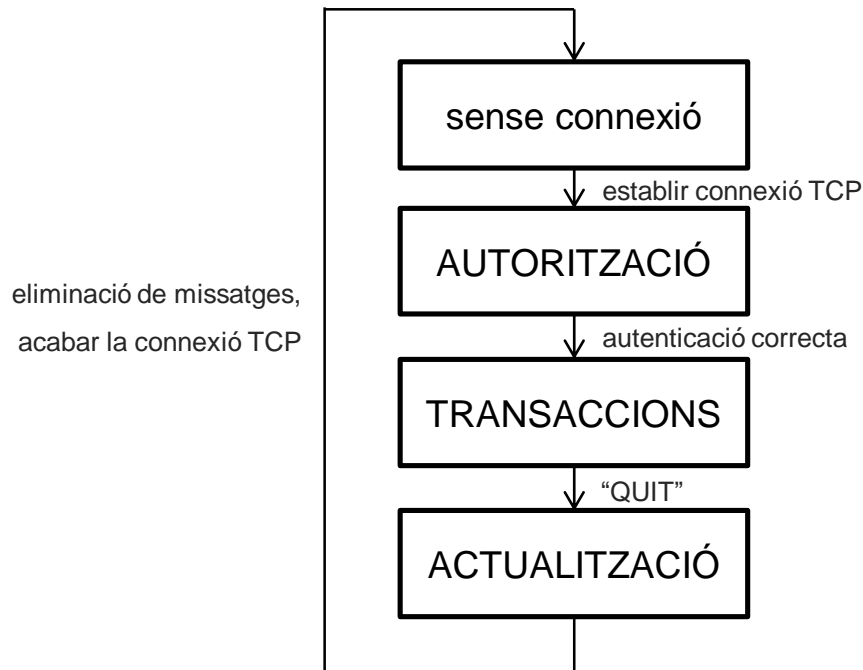 sense connexió
establir connexió TCP
AUTORITZACIÓ
eliminació de missatges,
acabar la connexió TCP
autenticació correcta
TRANSACCIONS
“QUIT”
ACTUALITZACIÓ